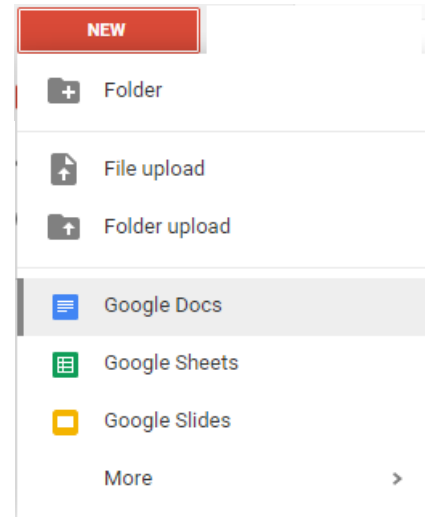 NEW
Folder
File upload
Folder upload
Google Docs
Google Sheets
Google Slides
More